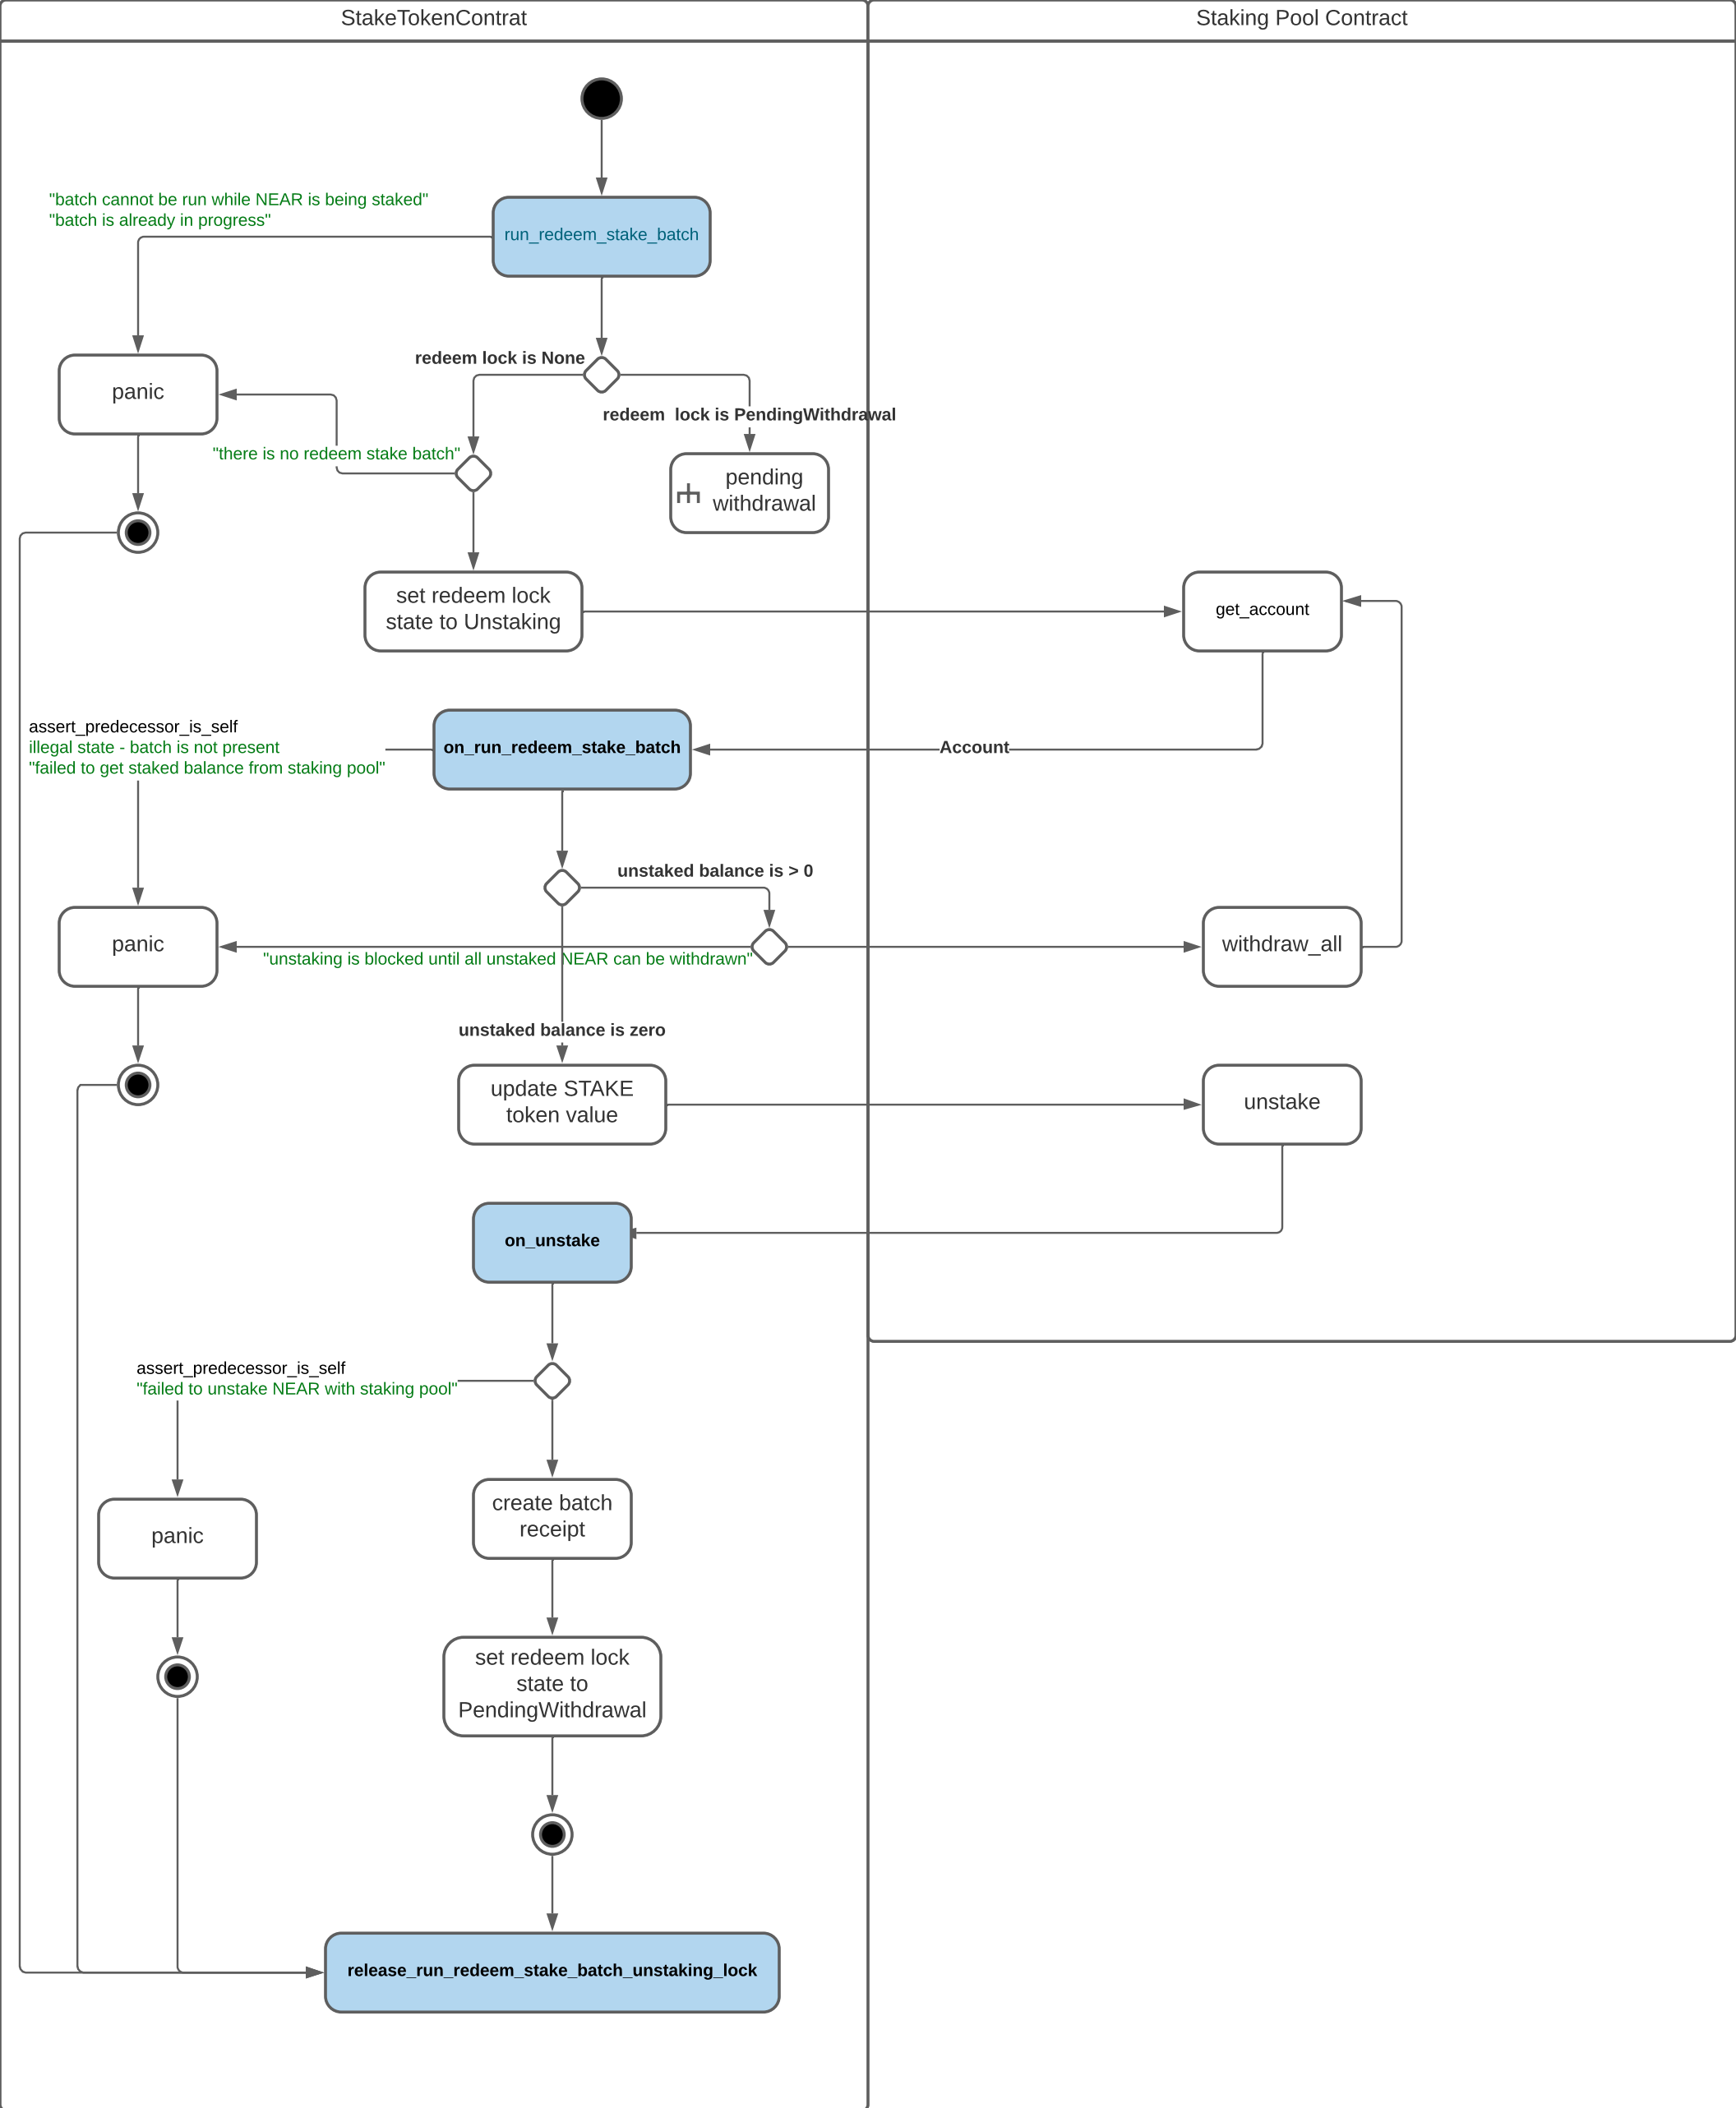 StakeTokenContrat
Staking Pool Contract
"batch cannot be run while NEAR is being staked"
"batch is already in progress"
run_redeem_stake_batch
redeem lock is None
panic
redeem  lock is PendingWithdrawal
"there is no redeem stake batch"
pending
withdrawal
set redeem lock
state to Unstaking
get_account
assert_predecessor_is_self
illegal state - batch is not present
"failed to get staked balance from staking pool"
on_run_redeem_stake_batch
Account
unstaked balance is > 0
panic
"unstaking is blocked until all unstaked NEAR can be withdrawn"
withdraw_all
unstaked balance is zero
update STAKE
token value
unstake
on_unstake
assert_predecessor_is_self
"failed to unstake NEAR with staking pool"
create batch
receipt
panic
set redeem lock
state to
PendingWithdrawal
release_run_redeem_stake_batch_unstaking_lock